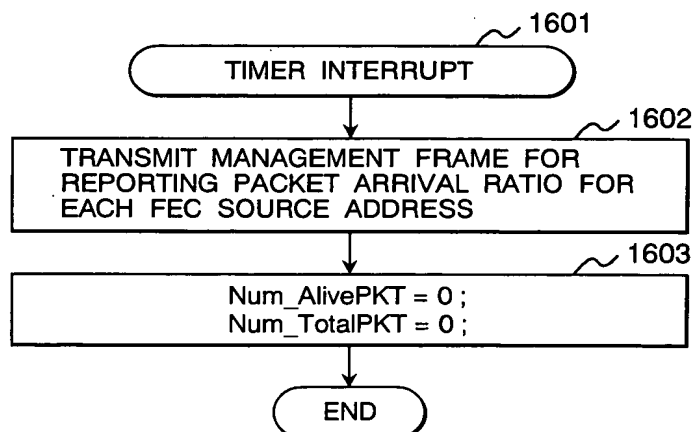 1601
TIMER INTERRUPT
1602
TRANSMIT MANAGEMENT FRAME FOR
REPORTING PACKET ARRIVAL RATIO FOR
EACH FEC SOURCE ADDRESS
1603
Num_AlivePKT = 0 ;
Num_TotalPKT = 0 ;
END